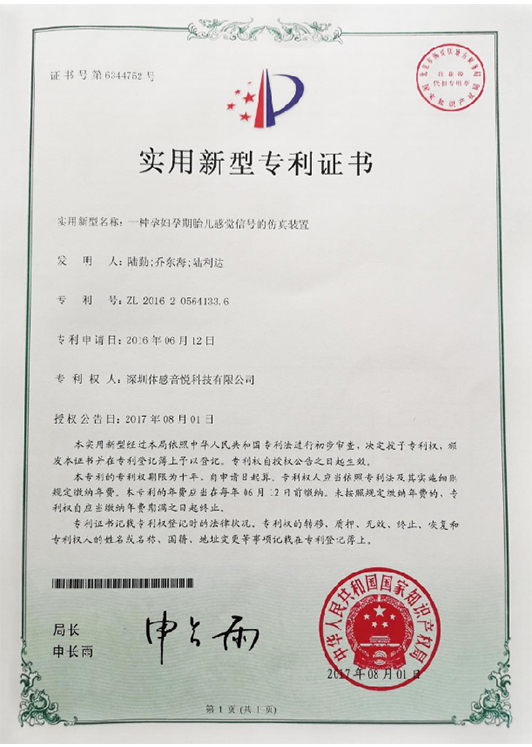 证书号第6344752号
实用新型专利证书
实用新型名称：一种孕妇孕期胎儿感觉信号的仿真装置
发明人：陆勤;乔东海;陆利达
专利号：ZL 2016 2 0564133.6
专利申请日：2016年06月12日
专利权人：深圳体感音悦科技有限公司
授权公告日：2017年08月01日
本实用新型经过本局依照中华人民共和国专利法进行初步审查，决定授予专利权，颁
发本证书并在专利登记簿上予以登记。专利权自授权公告之日起生效。
本专利的专利权期限为十年，自申请日起算。专利权人应当依照专利法及其实施细则
规定缴纳年费。本专利的年费应当在每年06月12日前缴纳。未按照规定缴纳年费的，专
利权自应当缴纳年费期满之日起终止。
专利证书记载专利权登记时的法律状况。专利权的转移、质押、无效、终止、恢复和
专利权人的姓名或名称、国籍、地址变更等事项记载在专利登记簿上。
局长
申长雨
申长雨
中华人民共和国国家知识产权局
2017年08月01日
第1页(共1页)